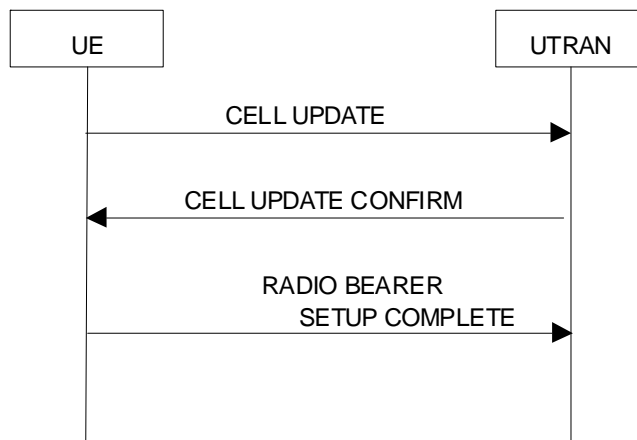 UE
UTRAN
CELL UPDATE
CELL UPDATE CONFIRM
RADIO BEARER
SETUP COMPLETE